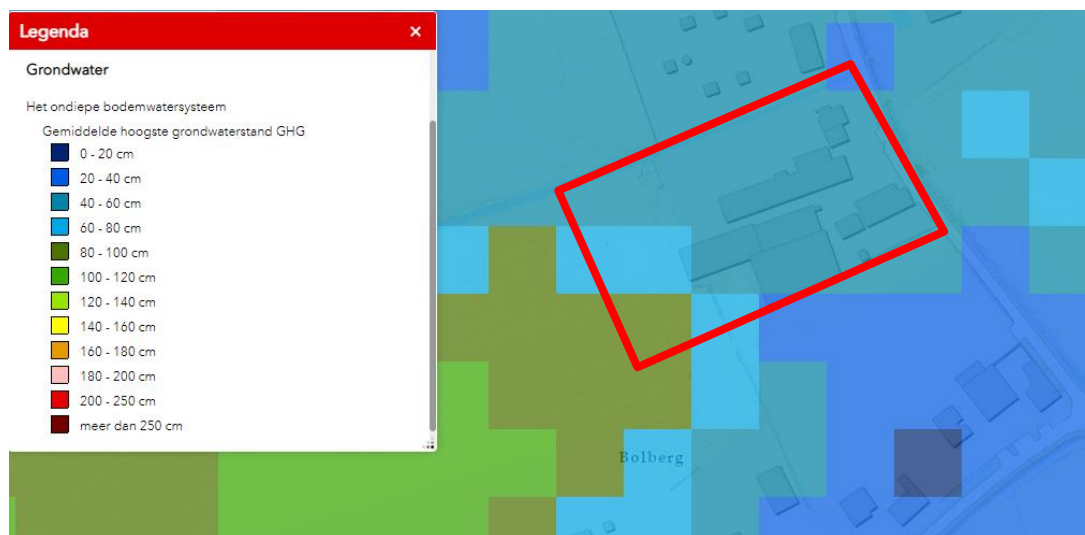 Legenda ×
Grondwater
Het ondiepe bodemwatersysteem
Gemiddelde hoogste grondwaterstand GHG
0 - 20 cm
20 - 40 cm
40 - 60 cm
60 - 80 cm
80 - 100 cm
100 - 120 cm
120 - 140 cm
140 - 160 cm
160 - 180 cm
180 - 200 cm
200 - 250 cm
meer dan 250 cm
Bolberg